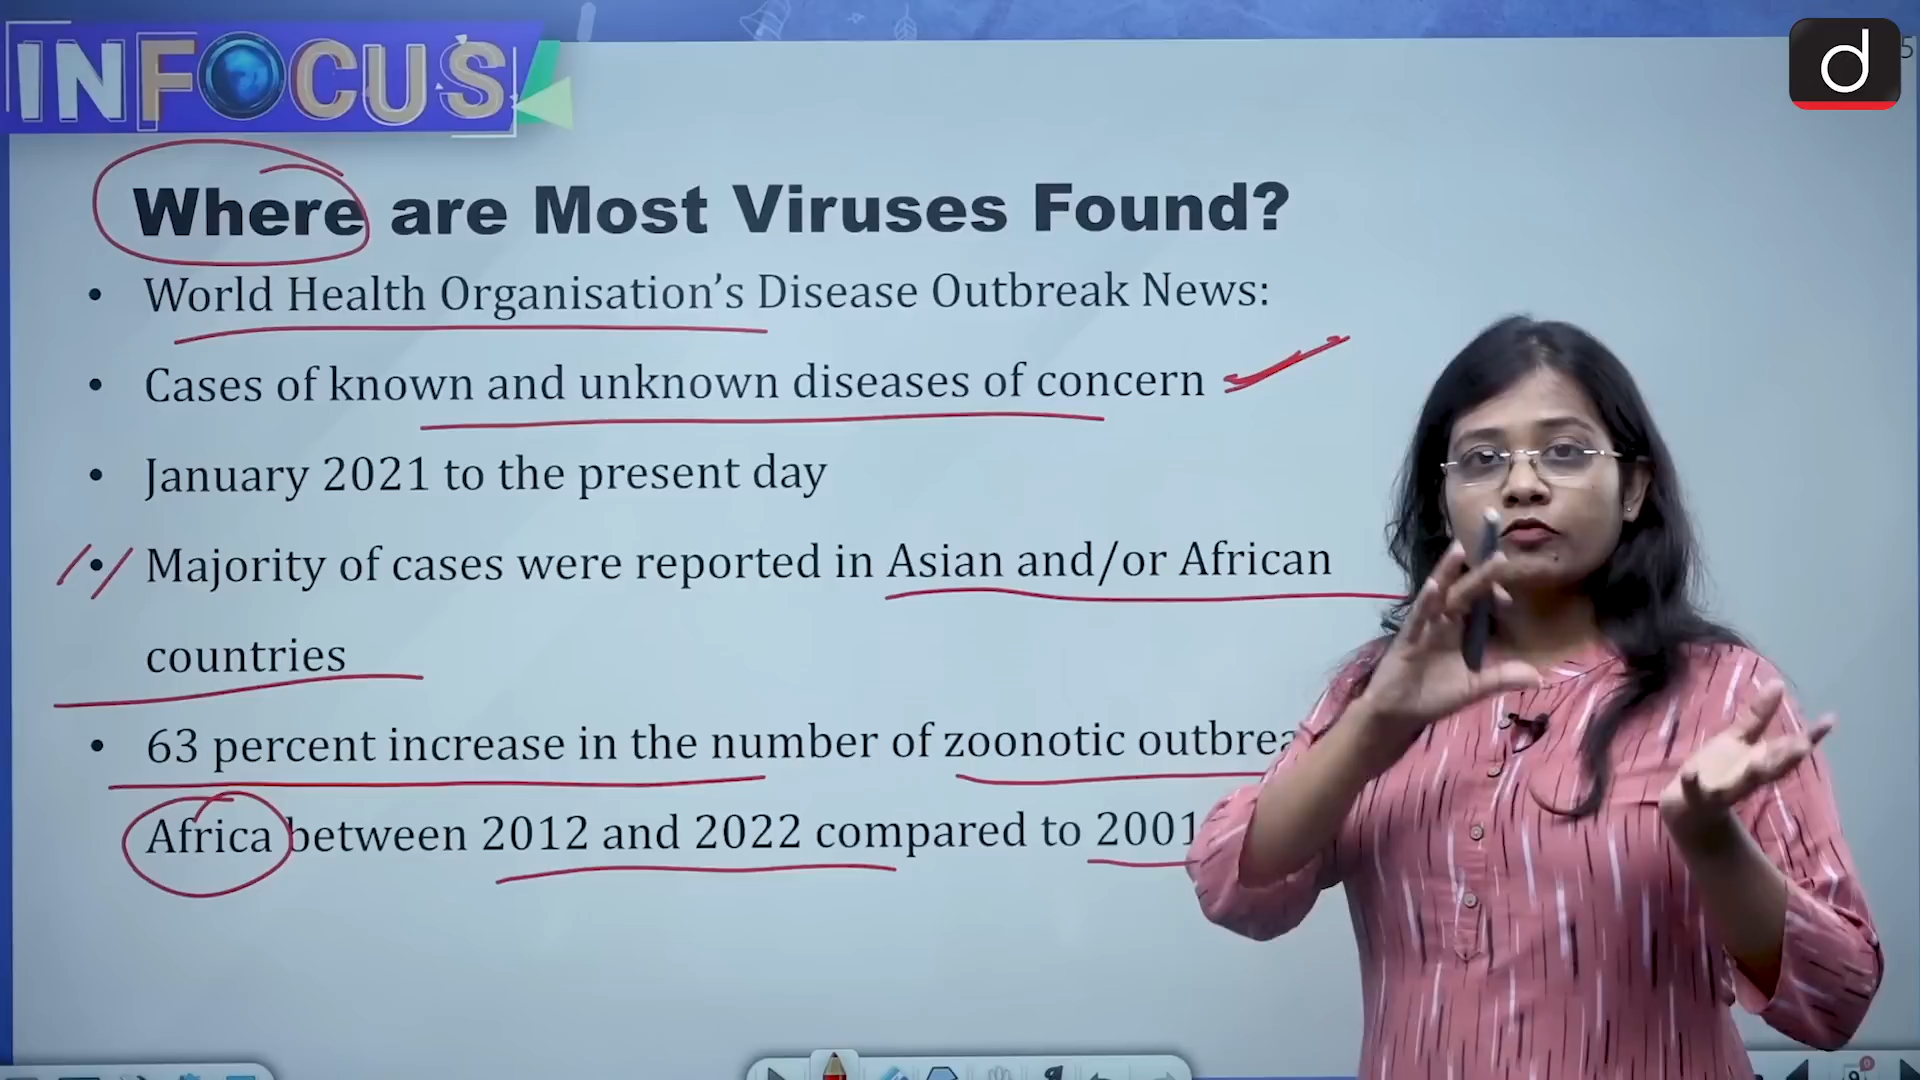 INFOCUS
d
5
Where are Most Viruses Found?
• World Health Organisation's Disease Outbreak News:
• Cases of known and unknown diseases of concern
• January 2021 to the present day
• Majority of cases were reported in Asian and/or African
countries
• 63 percent increase in the number of zoonotic outbrea
Africa between 2012 and 2022 compared to 2001
9